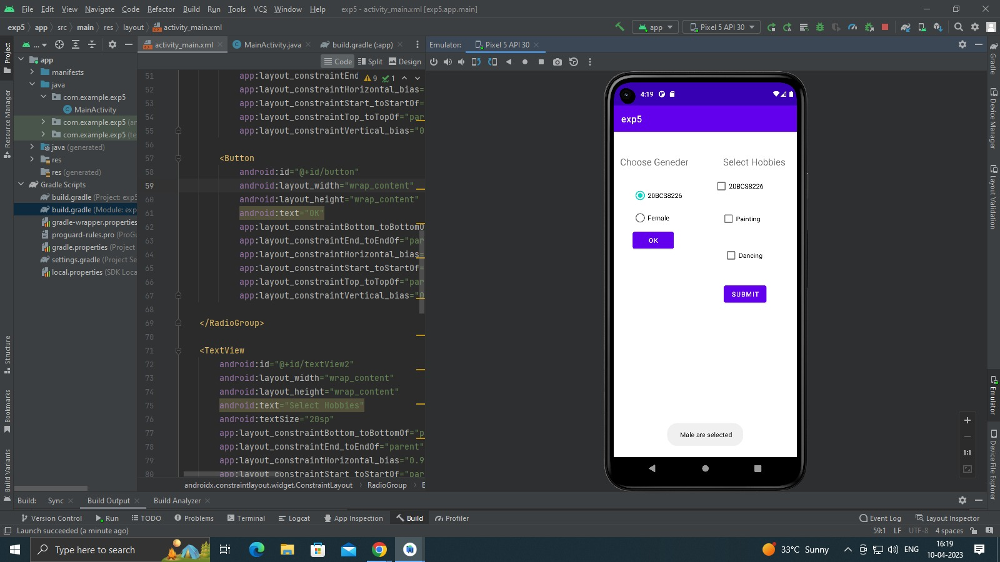 File Edit View Navigate Code Refactor Build Run Tools VCS Window Help exp5 - activity_main.xml [exp5.app.main]
exp5 app src main res layout activity_main.xml app Pixel 5 API 30
Project
Resource Manager
Structure
Bookmarks
Build Variants
...
app
manifests
java
com.example.exp5
MainActivity
com.example.exp5 (ar
com.example.exp5 (te
java (generated)
res
res (generated)
Gradle Scripts
build.gradle (Project: exp5
build.gradle (Module: exp
gradle-wrapper.properties
proguard-rules.pro (ProGu
gradle.properties (Project
settings.gradle (Project Se
local.properties (SDK Loca
activity_main.xml MainActivity.java build.gradle (:app)
Code Split Design
9 1
51 app:layout_constraintEnd
52 app:layout_constraintHorizontal_bias=
53 app:layout_constraintStart_toStartOf=
54 app:layout_constraintTop_toTopOf="par
55 app:layout_constraintVertical_bias="0
56
57 <Button
58 android:id="@+id/button"
59 android:layout_width="wrap_content"
60 android:layout_height="wrap_content"
61 android:text="OK"
62 app:layout_constraintBottom_toBottomO
63 app:layout_constraintEnd_toEndOf="par
64 app:layout_constraintHorizontal_bias=
65 app:layout_constraintStart_toStartOf=
66 app:layout_constraintTop_toTopOf="par
67 app:layout_constraintVertical_bias="0
68
69 </RadioGroup>
70
71 <TextView
72 android:id="@+id/textView2"
73 android:layout_width="wrap_content"
74 android:layout_height="wrap_content"
75 android:text="Select Hobbies"
76 android:textSize="20sp"
77 app:layout_constraintBottom_toBottomOf="p
78 app:layout_constraintEnd_toEndOf="parent"
79 app:layout_constraintHorizontal_bias="0.9
80 app:layout_constraintStart_toStartOf="par
androidx.constraintlayout.widget.ConstraintLayout RadioGroup E
Emulator: Pixel 5 API 30
4:19
exp5
Choose Geneder Select Hobbies
20BCS8226 20BCS8226
Female Painting
OK
Dancing
SUBMIT
Male are selected
1:1
Gradle
Device Manager
Layout Validation
Emulator
Device File Explorer
Build: Sync Build Output Build Analyzer
Version Control Run TODO Problems Terminal Logcat App Inspection Build Profiler Event Log Layout Inspector
Launch succeeded (a minute ago) 59:1 LF UTF-8 4 spaces
Type here to search 33°C Sunny ENG 16:19
10-04-2023